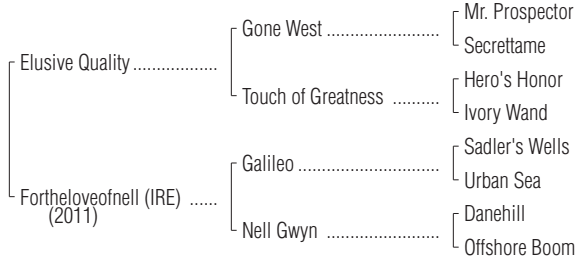 Mr. Prospector
Gone West ........................
Secrettame
Elusive Quality ..................
Hero's Honor
Touch of Greatness ..........
Ivory Wand
Sadler's Wells
Galileo ..............................
Urban Sea
Fortheloveofnell (IRE) ......
(2011)
Danehill
Nell Gwyn ........................
Offshore Boom